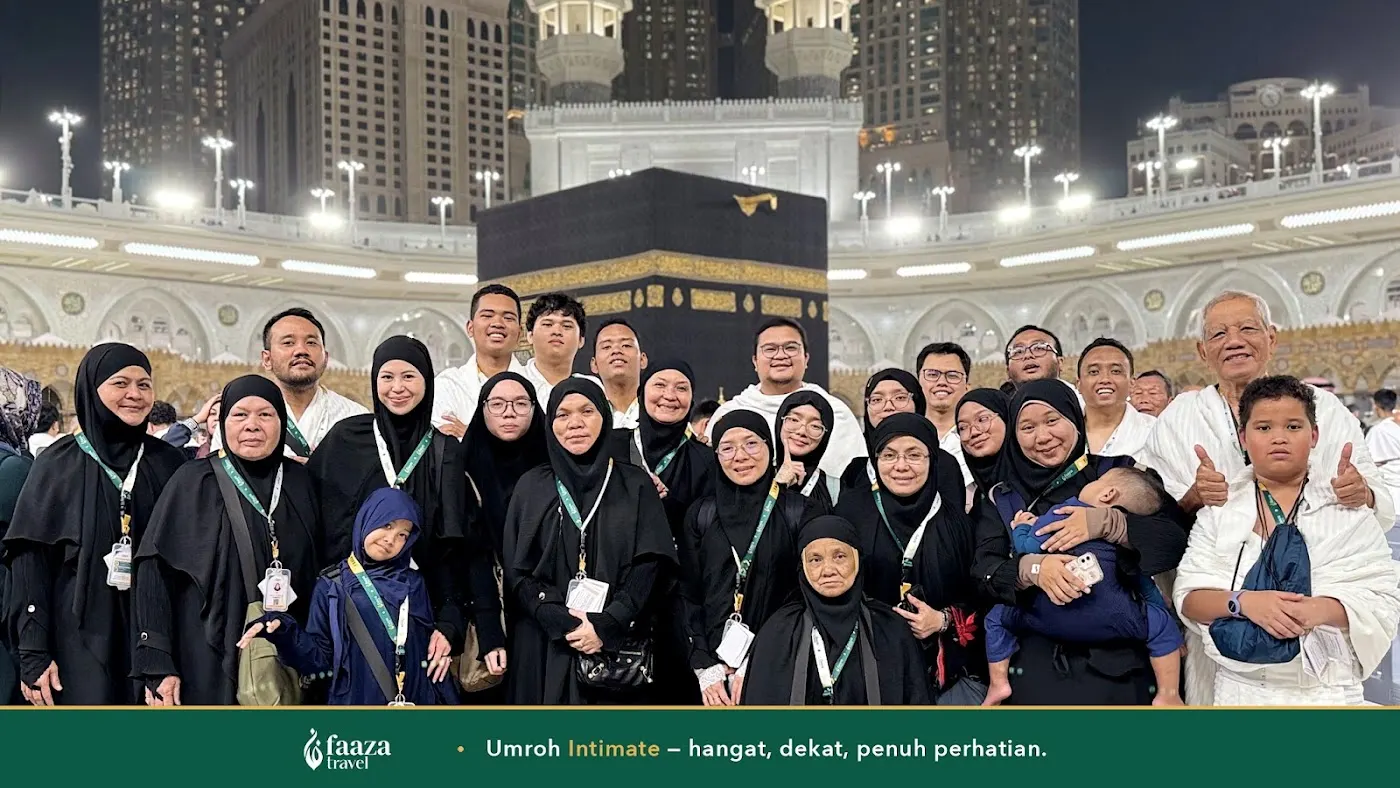 faaza
travel
• Umroh Intimate – hangat, dekat, penuh perhatian.